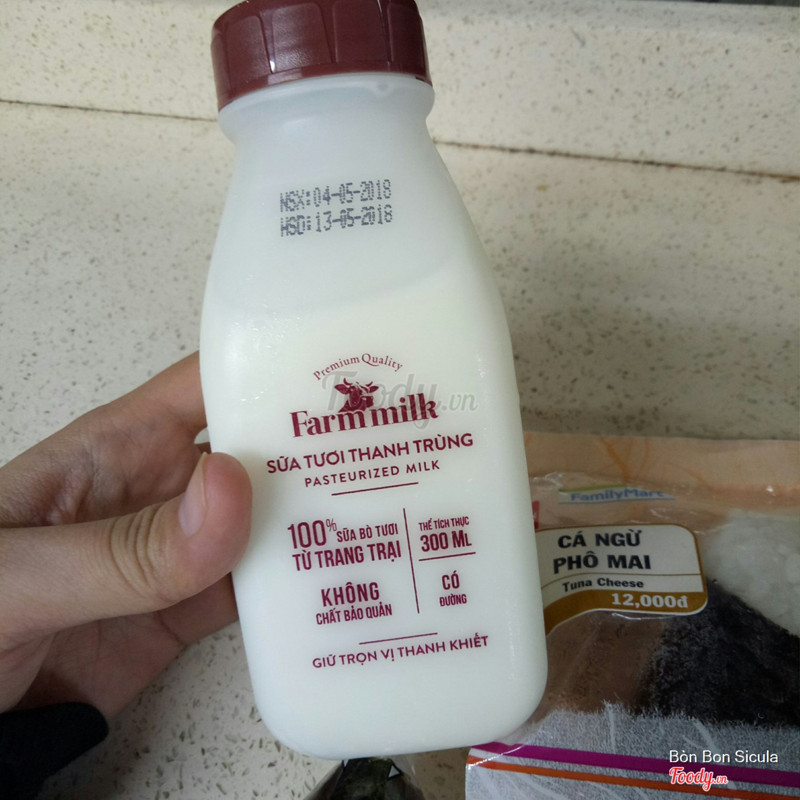 NSX:04-05-2018
HSD:13-05-2018
Premium Quality
Farm milk
SỮA TƯƠI THANH TRÙNG
PASTEURIZED MILK
100% SỮA BÒ TƯƠI
TỪ TRANG TRẠI
THỂ TÍCH THỰC
300 ML
KHÔNG
CHẤT BẢO QUẢN
CÓ
ĐƯỜNG
GIỮ TRỌN VỊ THANH KHIẾT
Foody.vn
FamilyMart
CÁ NGỪ
PHÔ MAI
Tuna Cheese
12,000đ
Bòn Bon Sicula
Foody.vn